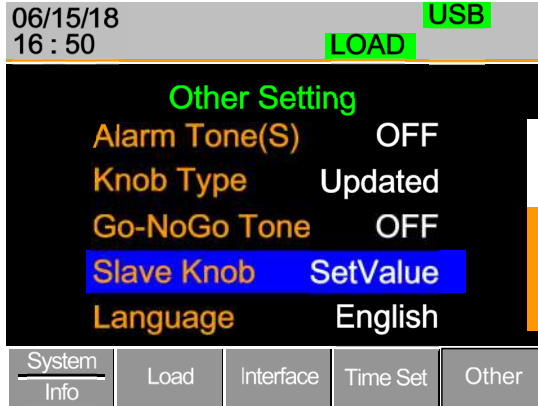 06/15/18 USB
16 : 50 LOAD
Other Setting
Alarm Tone(S) OFF
Knob Type Updated
Go-NoGo Tone OFF
Slave Knob SetValue
Language English
System Info Load Interface Time Set Other